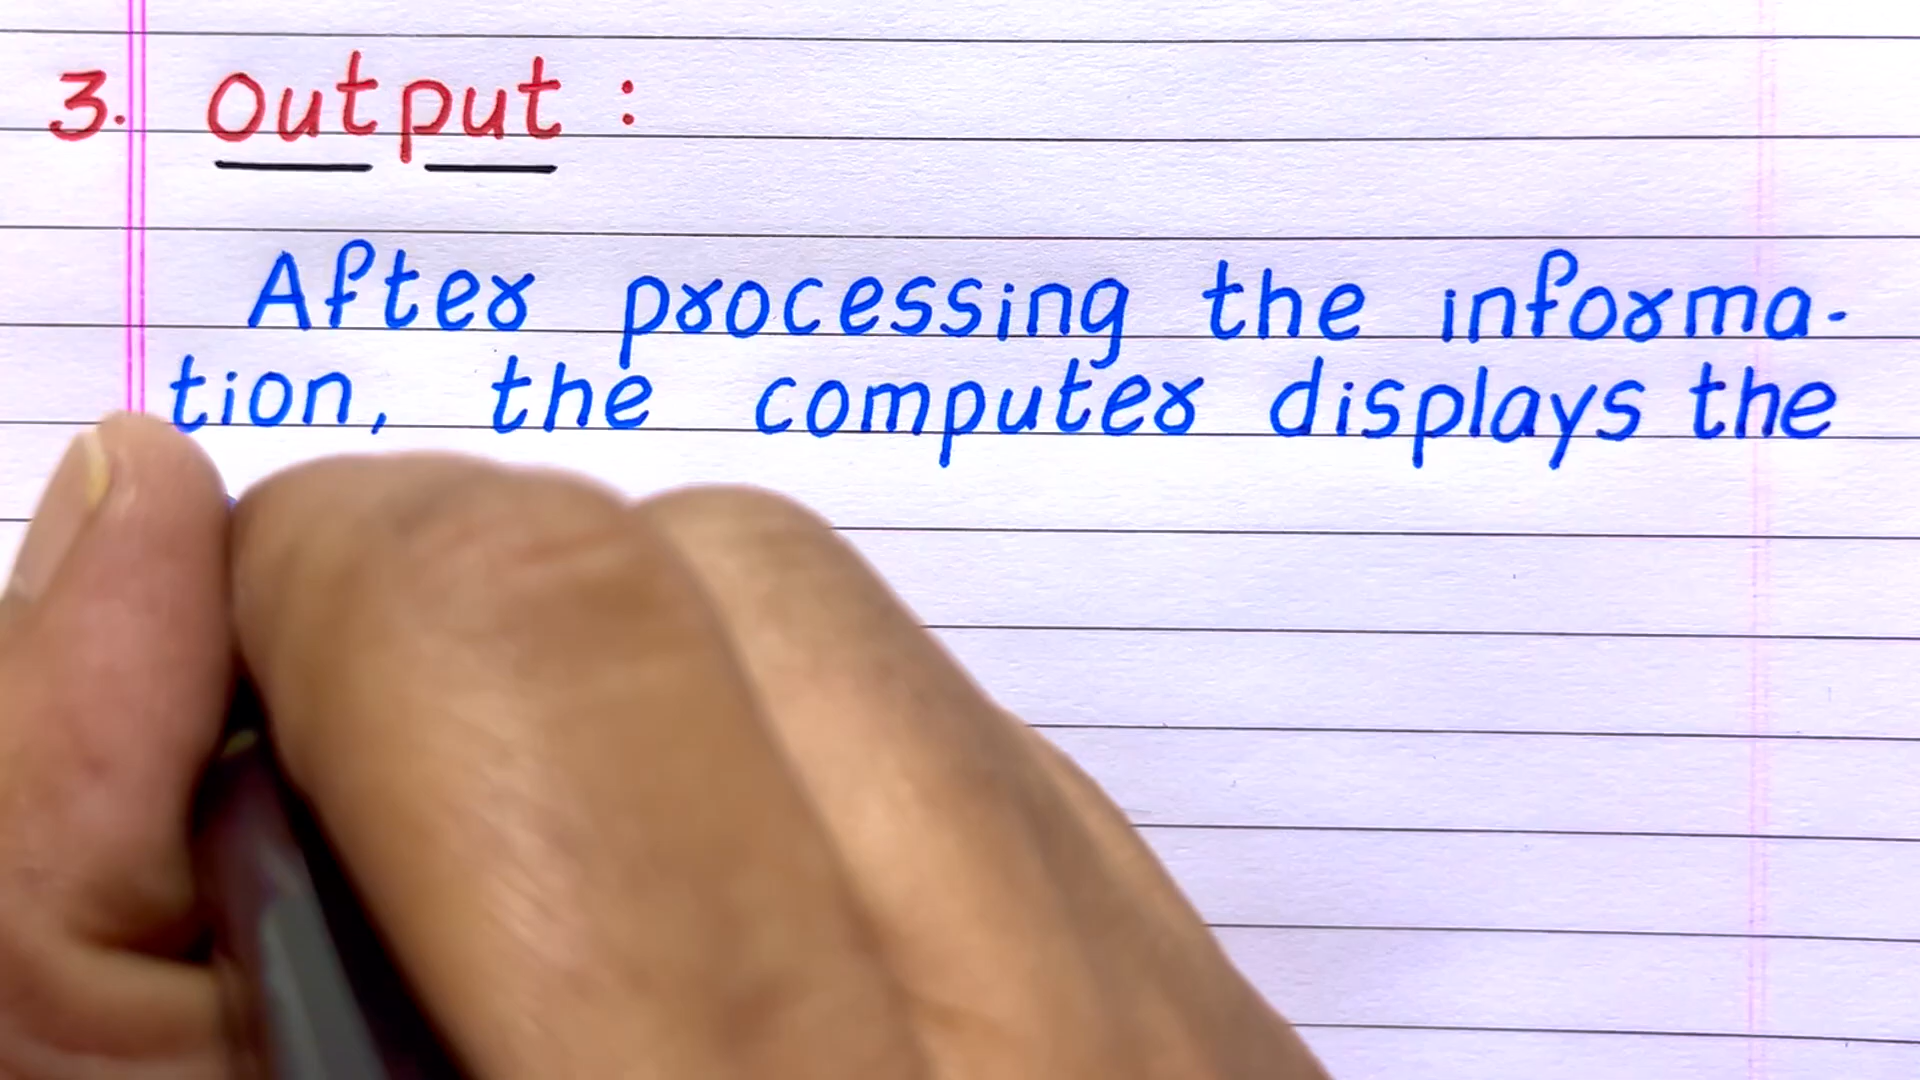 3. output :
After processing the informa-
tion, the computer displays the